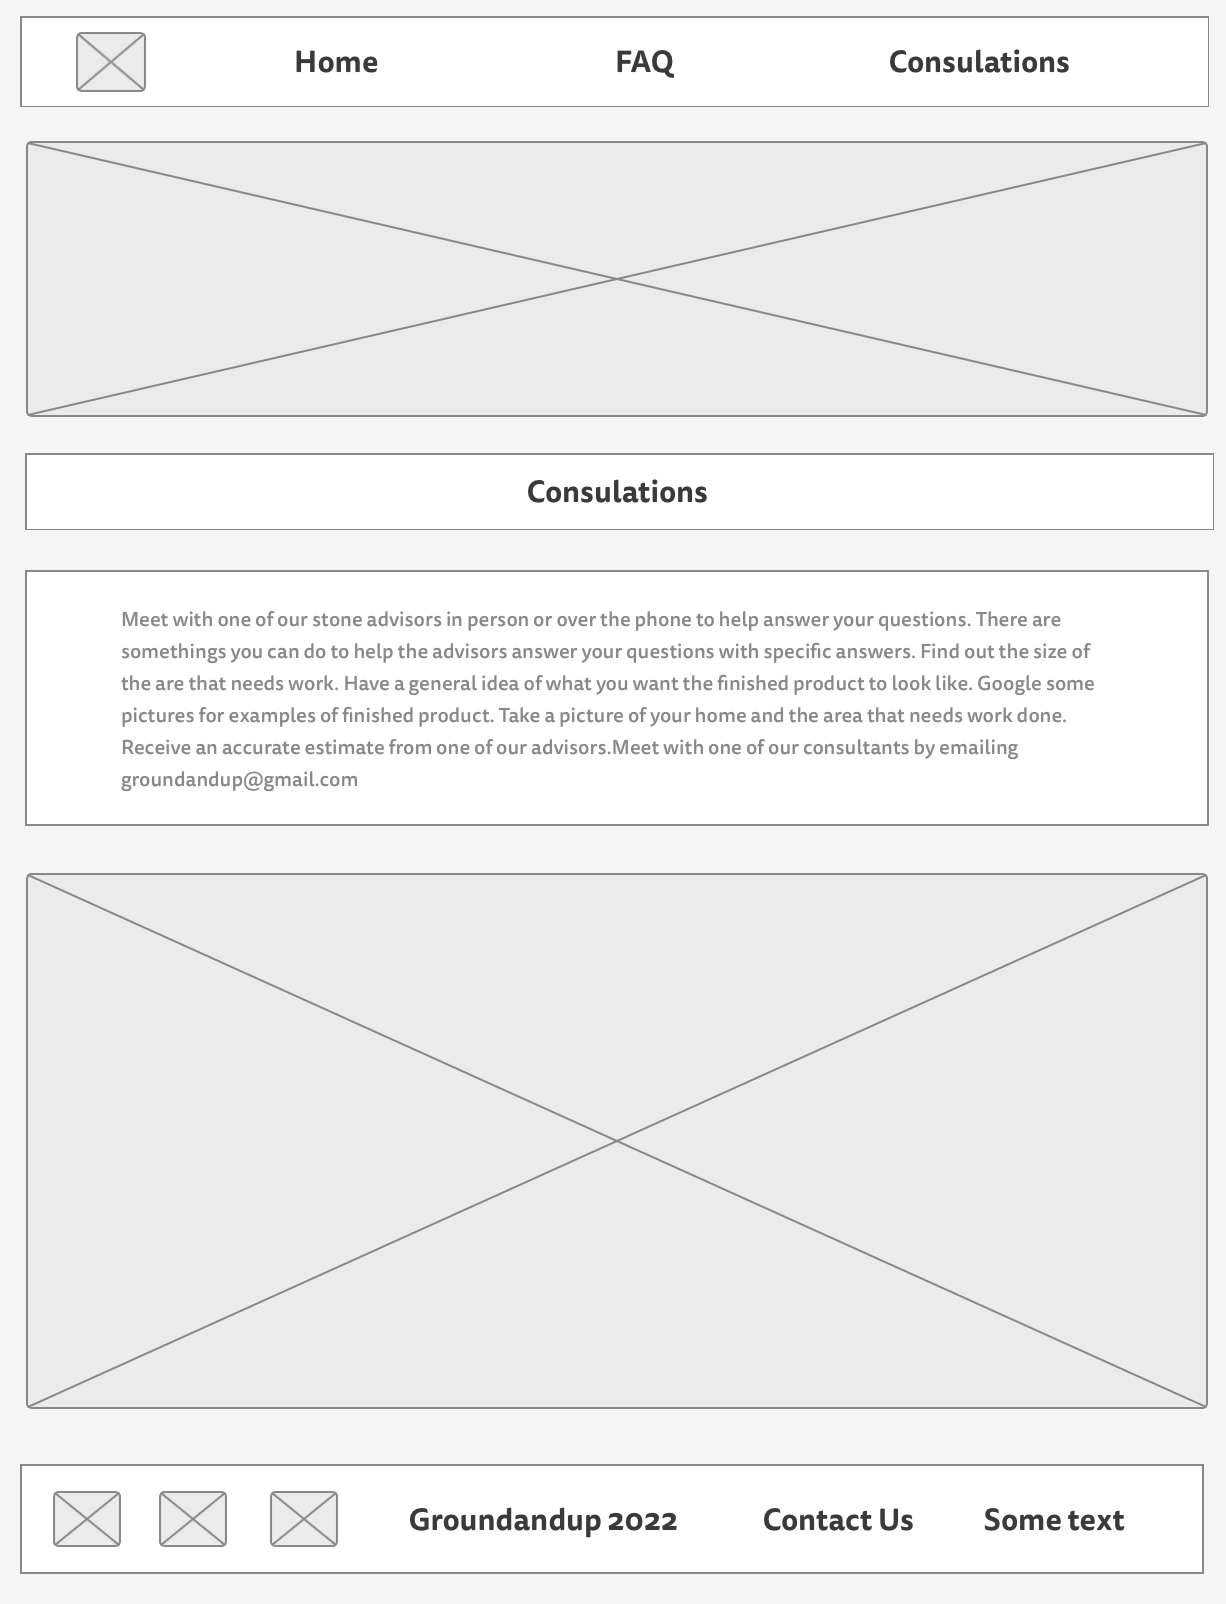 Home FAQ Consulations
Consulations
Meet with one of our stone advisors in person or over the phone to help answer your questions. There are
somethings you can do to help the advisors answer your questions with specific answers. Find out the size of
the are that needs work. Have a general idea of what you want the finished product to look like. Google some
pictures for examples of finished product. Take a picture of your home and the area that needs work done.
Receive an accurate estimate from one of our advisors.Meet with one of our consultants by emailing
groundandup@gmail.com
Groundandup 2022 Contact Us Some text